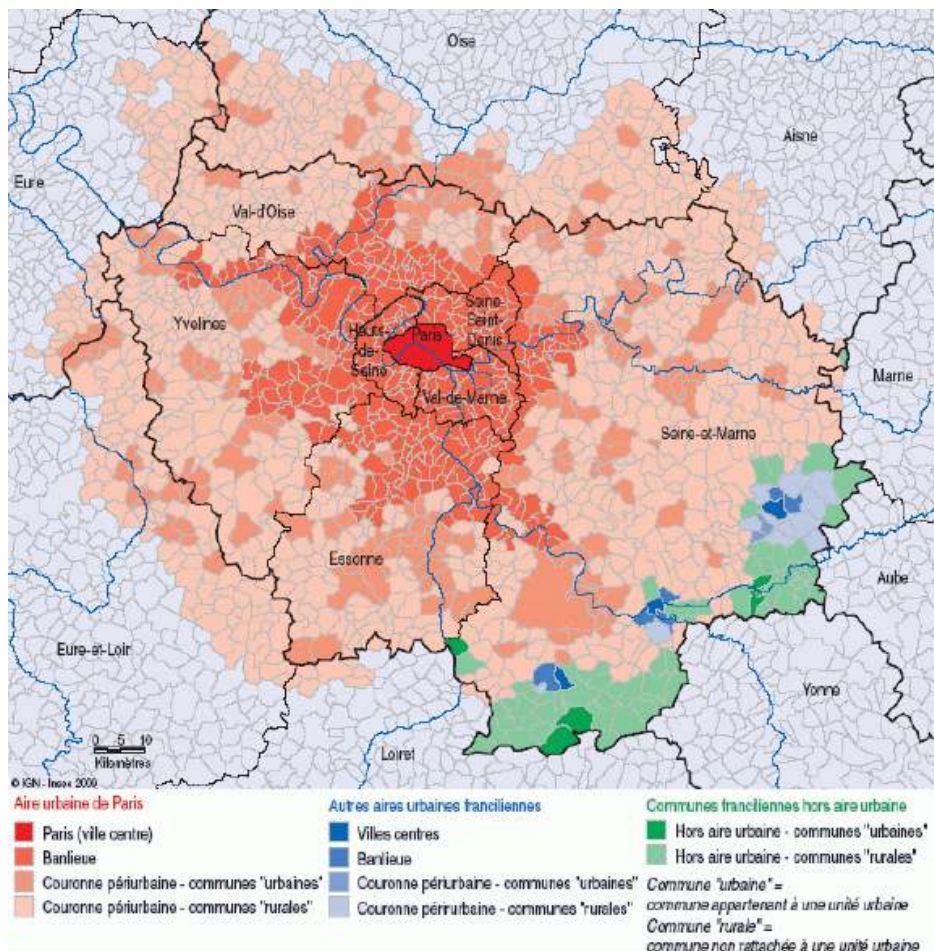 Oise
Aisne
Eure
Val-d'Oise
Yvelines
Hauts-
de-
Seine
Paris
Seine-
Saint-
Denis
Marne
Val-de-Marne
Seine-et-Marne
Essonne
Aube
Eure-et-Loir
Yonne
Loiret
0 5 10
Kilomètres
© IGN - Insee 2009
Aire urbaine de Paris
Paris (ville centre)
Banlieue
Couronne périurbaine - communes "urbaines"
Couronne périurbaine - communes "rurales"
Autres aires urbaines franciliennes
Villes centres
Banlieue
Couronne périurbaine - communes "urbaines"
Couronne périrurbaine - communes "rurales"
Communes franciliennes hors aire urbaine
Hors aire urbaine - communes "urbaines"
Hors aire urbaine - communes "rurales"
Commune "urbaine" =
commune appartenant à une unité urbaine
Commune "rurale" =
commune non rattachée à une unité urbaine